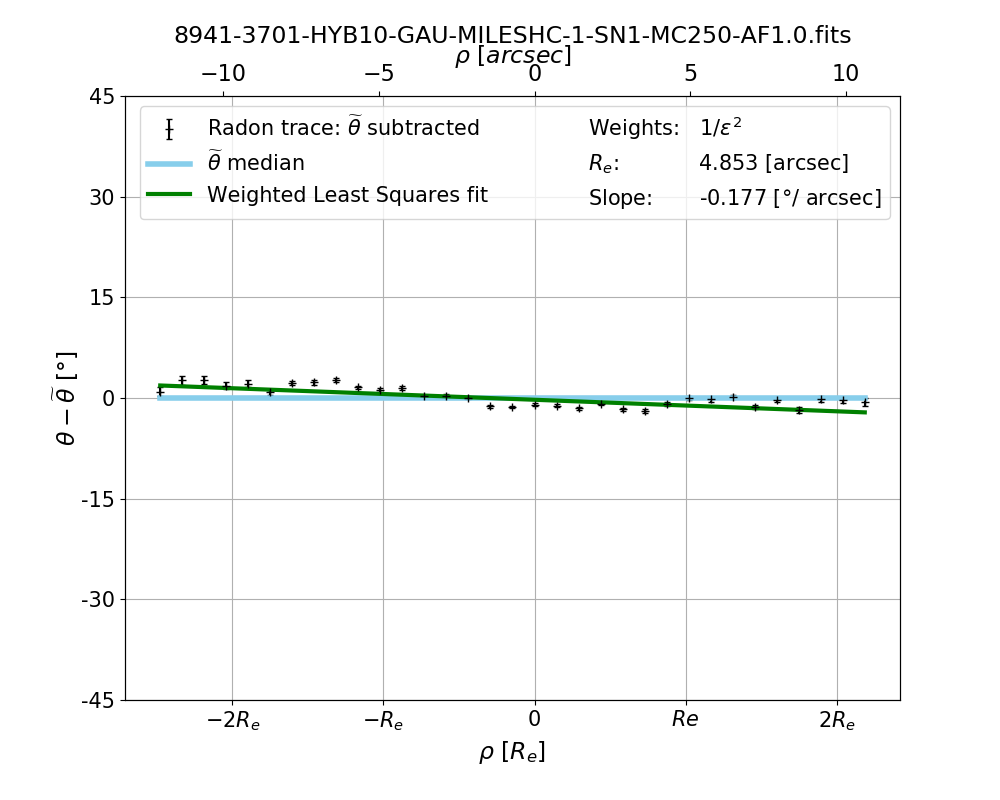 8941-3701-HYB10-GAU-MILESHC-1-SN1-MC250-AF1.0.fits
ρ [arcsec]
−10 −5 0 5 10
Radon trace: θ̃ subtracted
θ̃ median
Weighted Least Squares fit
Weights: 1/ε²
Rₑ: 4.853 [arcsec]
Slope: -0.177 [°/ arcsec]
45
30
15
0
-15
-30
-45
θ − θ̃ [°]
−2Rₑ −Rₑ 0 Re 2Rₑ
ρ [Rₑ]